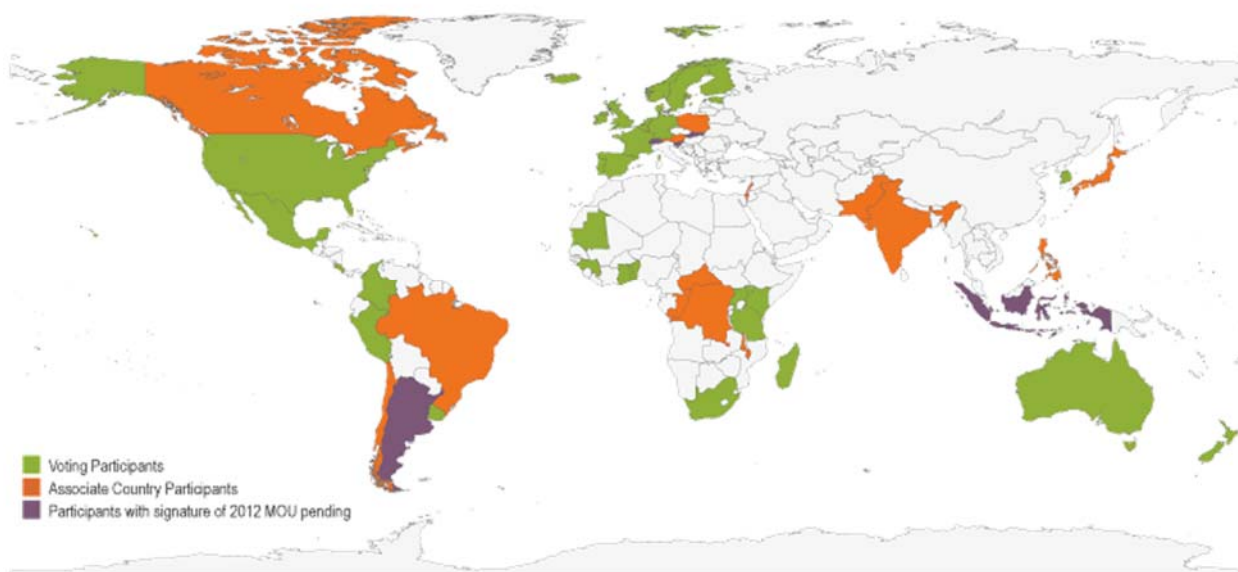 Voting Participants
Associate Country Participants
Participants with signature of 2012 MOU pending